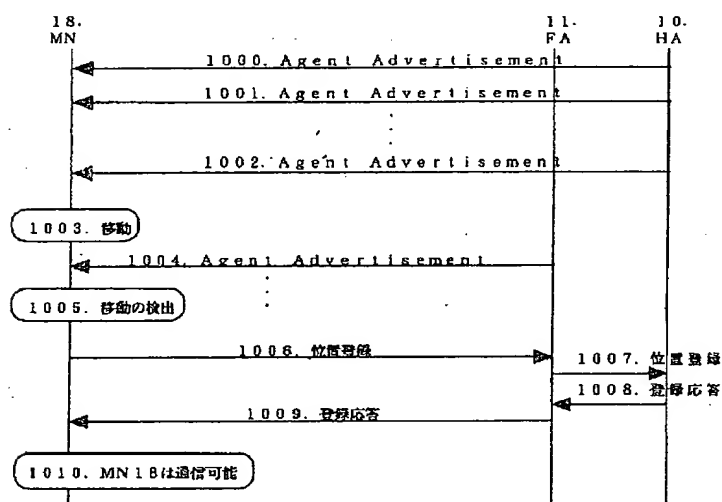 18. 11. 10.
MN FA HA
1000. Agent Advertisement
1001. Agent Advertisement
1002. Agent Advertisement
1003. 移動
1004. Agent Advertisement
1005. 移動の検出
1006. 位置登録
1007. 位置登録
1008. 登録応答
1009. 登録応答
1010. MN18は通信可能